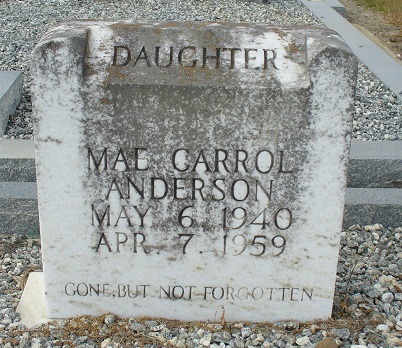 DAUGHTER
MAE CARROL
ANDERSON
MAY 6, 1940
APR. 7, 1959
GONE, BUT NOT FORGOTTEN